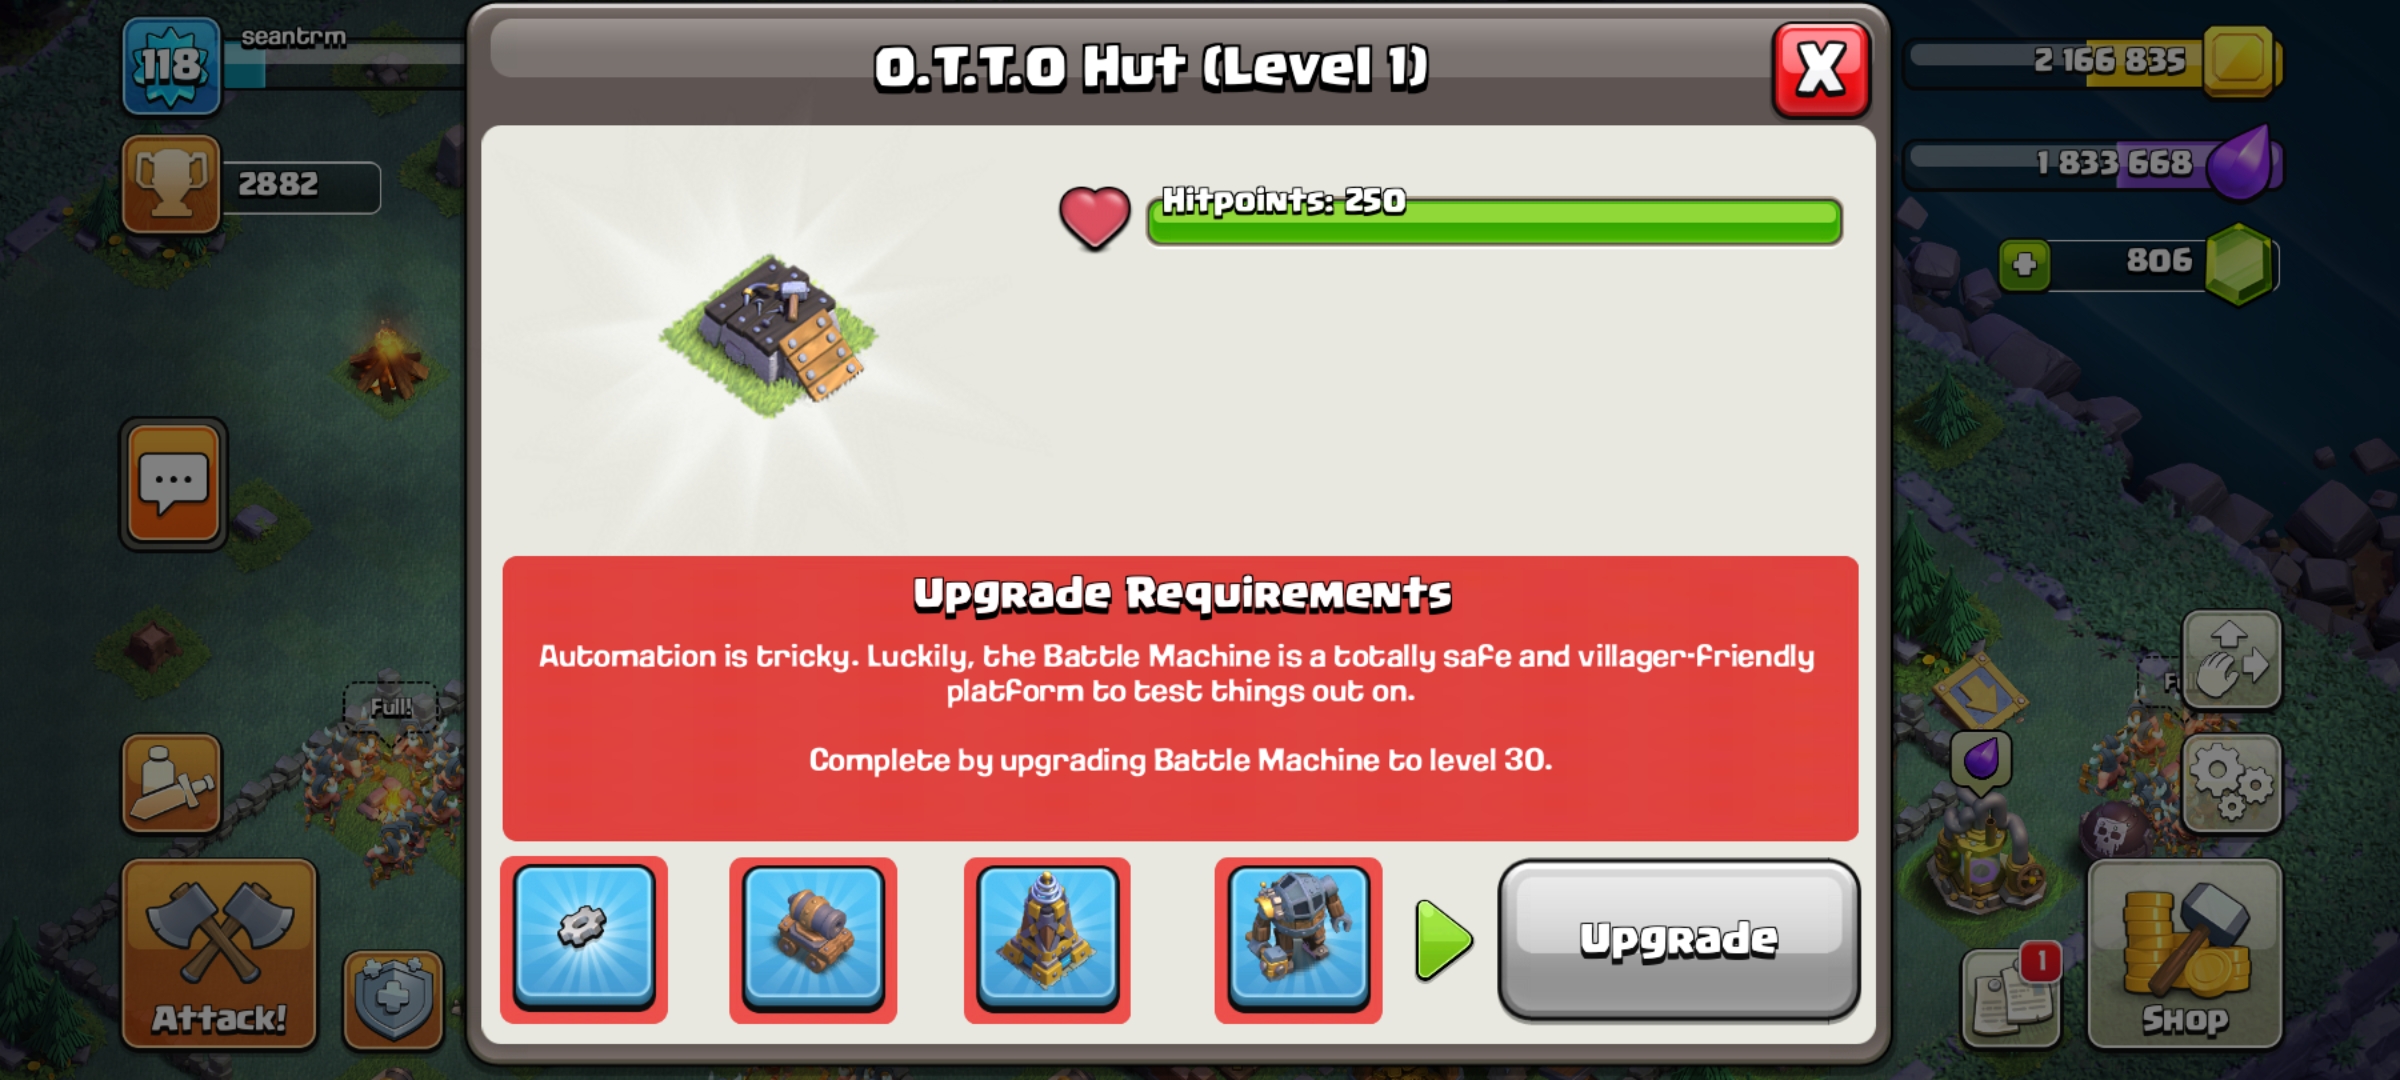 118
seantrm
O.T.T.O Hut (Level 1)
X
2 166 835
2882
Hitpoints: 250
1 833 668
806
Upgrade Requirements
Automation is tricky. Luckily, the Battle Machine is a totally safe and villager-friendly
platform to test things out on.
Complete by upgrading Battle Machine to level 30.
Full!
Upgrade
Attack!
1
Shop